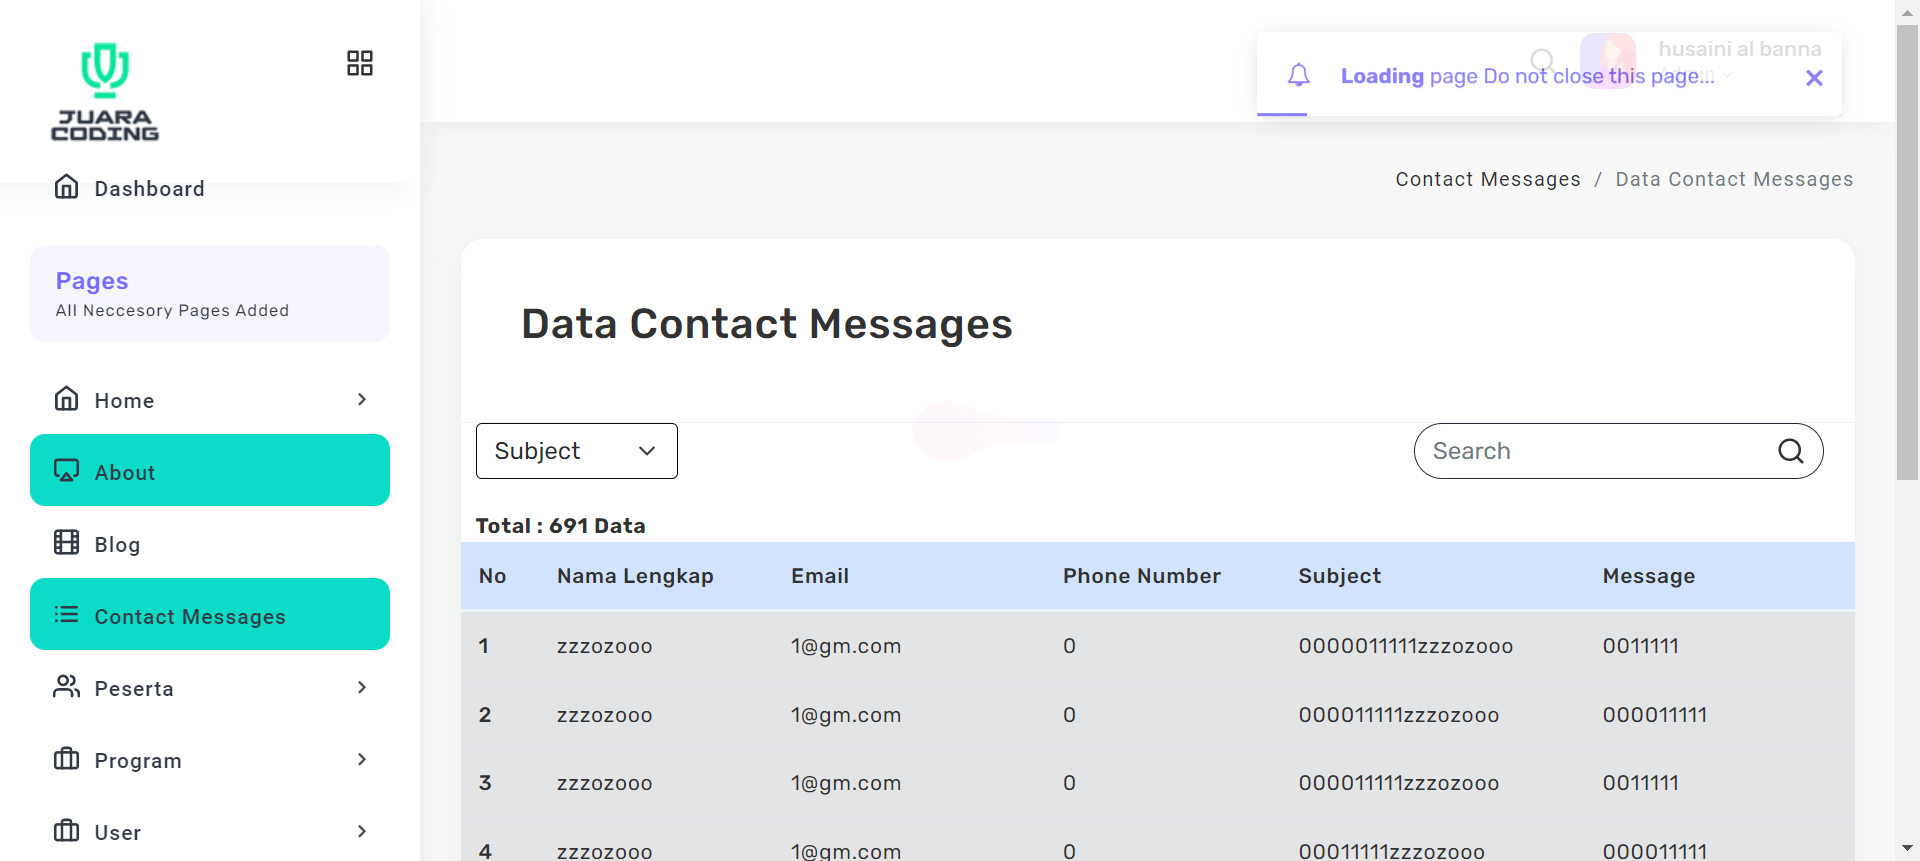 JUARA
CODING
Dashboard
Pages
All Neccesory Pages Added
Home
About
Blog
Contact Messages
Peserta
Program
User
husaini al banna
Loading page Do not close this page...
Contact Messages / Data Contact Messages
Data Contact Messages
Subject
Search
Total : 691 Data
No Nama Lengkap Email Phone Number Subject Message
1 zzzozooo 1@gm.com 0 0000011111zzzozooo 0011111
2 zzzozooo 1@gm.com 0 000011111zzzozooo 000011111
3 zzzozooo 1@gm.com 0 000011111zzzozooo 0011111
4 zzzozooo 1@gm.com 0 00011111zzzozooo 000011111